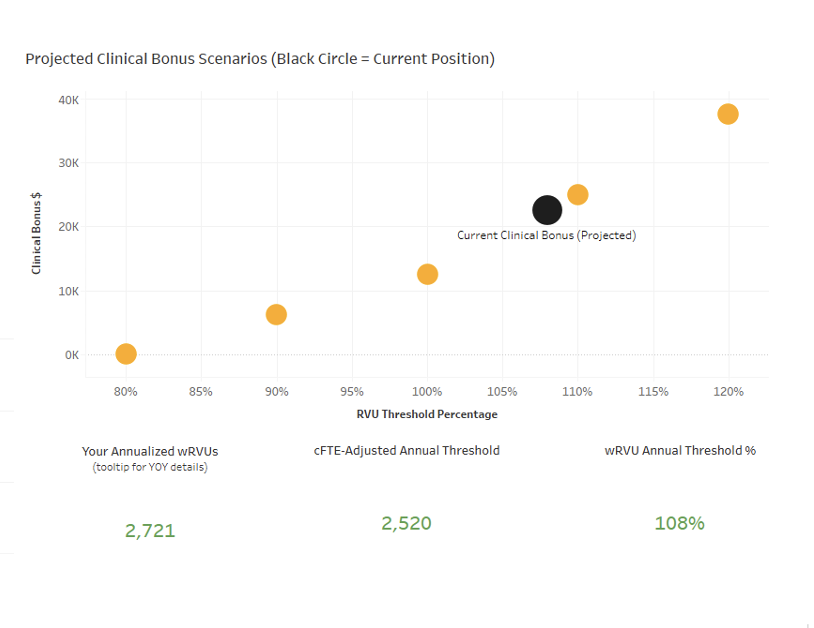 Projected Clinical Bonus Scenarios (Black Circle = Current Position)
40K
30K
20K
10K
0K
Clinical Bonus $
Current Clinical Bonus (Projected)
80%
85%
90%
95%
100%
105%
110%
115%
120%
RVU Threshold Percentage
Your Annualized wRVUs
(tooltip for YOY details)
cFTE-Adjusted Annual Threshold
wRVU Annual Threshold %
2,721
2,520
108%